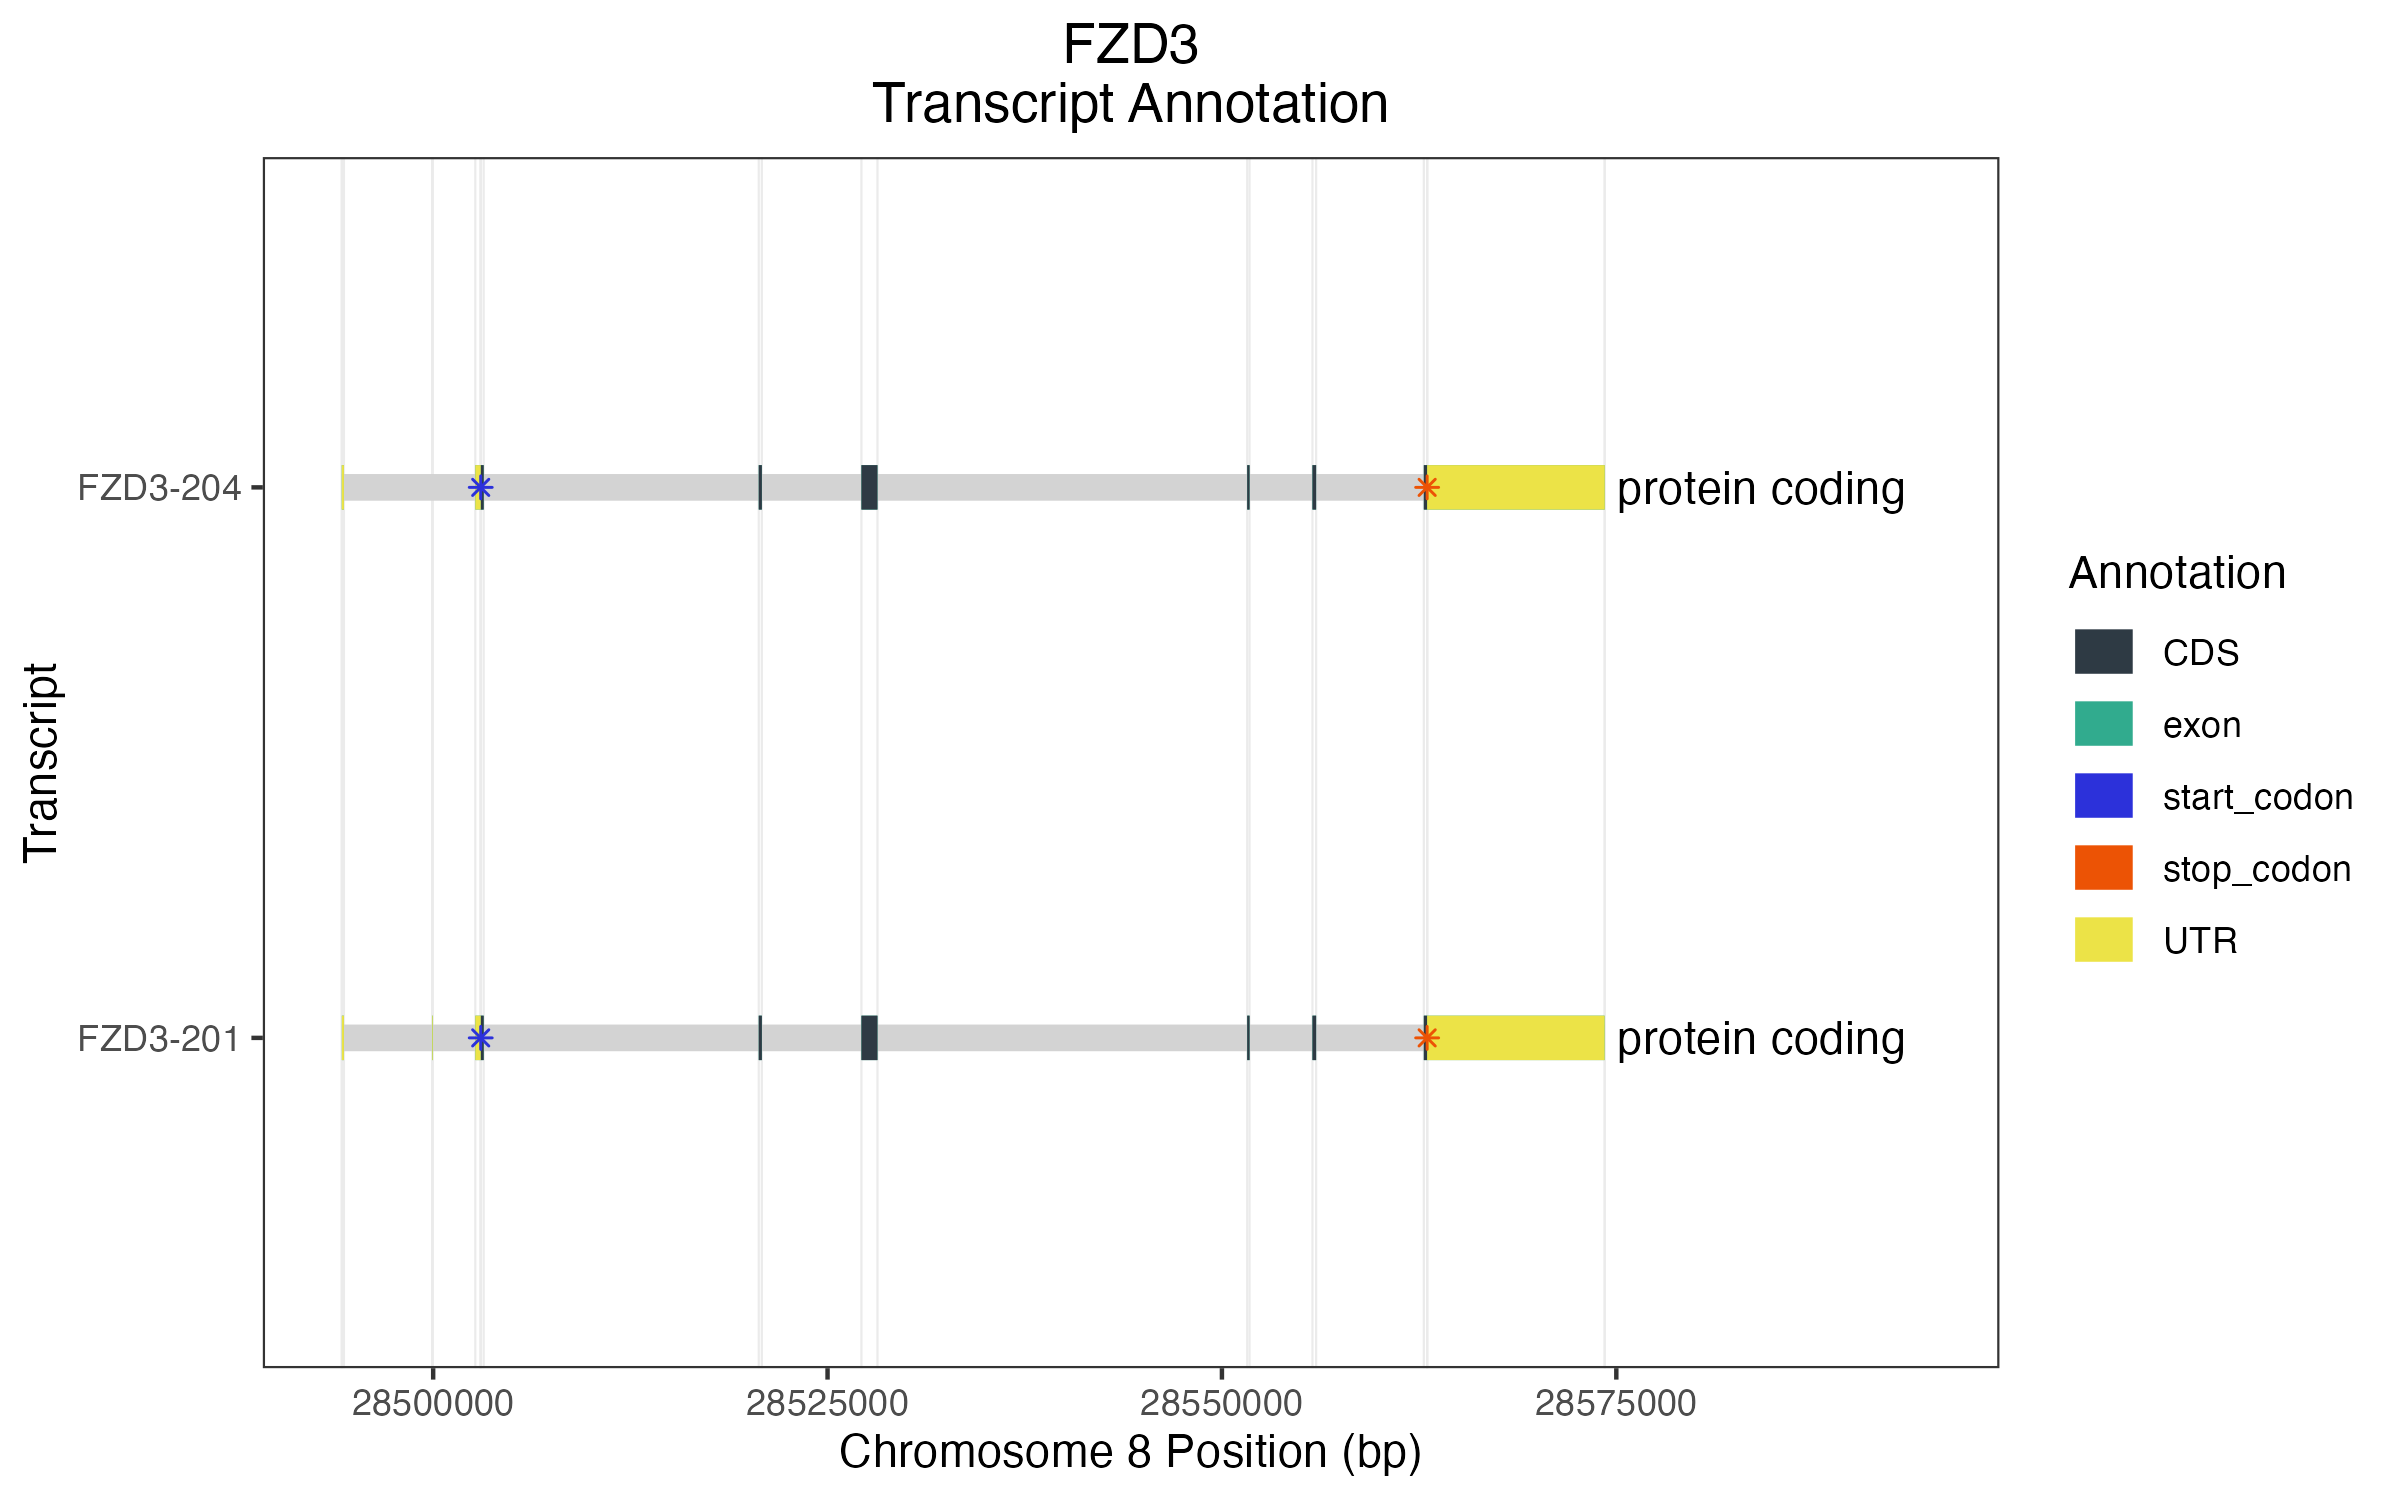 FZD3
Transcript Annotation
Transcript
FZD3-204
protein coding
FZD3-201
protein coding
28500000
28525000
28550000
28575000
Chromosome 8 Position (bp)
Annotation
CDS
exon
start_codon
stop_codon
UTR